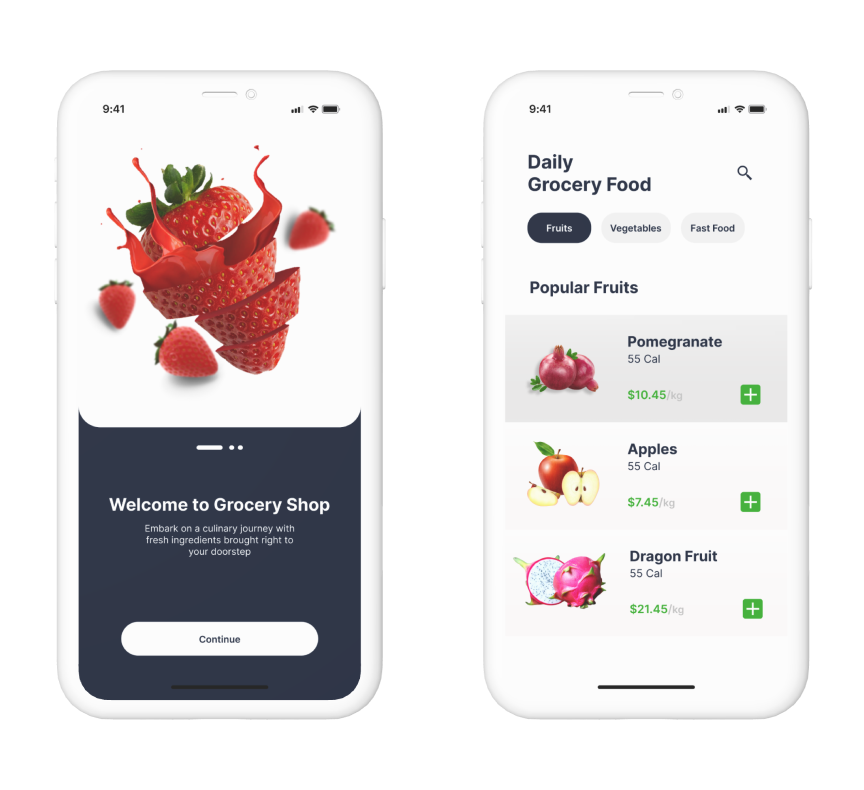 9:41
Welcome to Grocery Shop
Embark on a culinary journey with
fresh ingredients brought right to
your doorstep
Continue
9:41
Daily
Grocery Food
Fruits
Vegetables
Fast Food
Popular Fruits
Pomegranate
55 Cal
$10.45/kg
Apples
55 Cal
$7.45/kg
Dragon Fruit
55 Cal
$21.45/kg